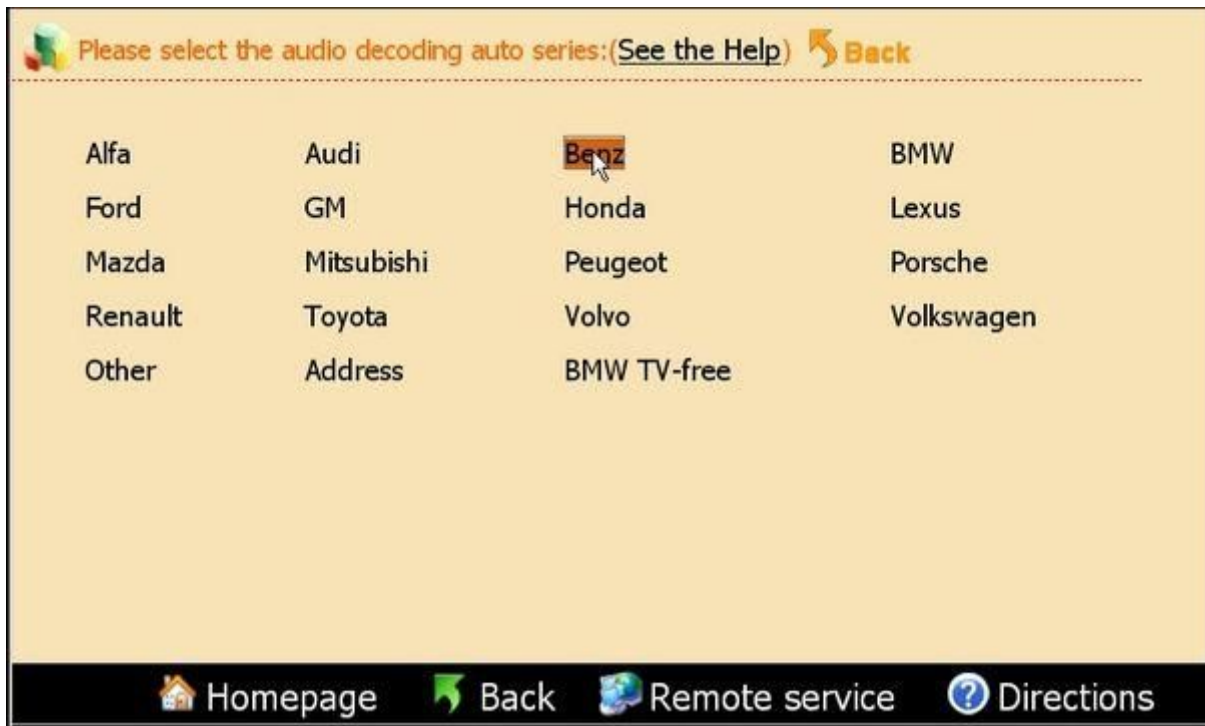 Please select the audio decoding auto series:(See the Help) Back
Alfa Audi Benz BMW
Ford GM Honda Lexus
Mazda Mitsubishi Peugeot Porsche
Renault Toyota Volvo Volkswagen
Other Address BMW TV-free
Homepage Back Remote service Directions